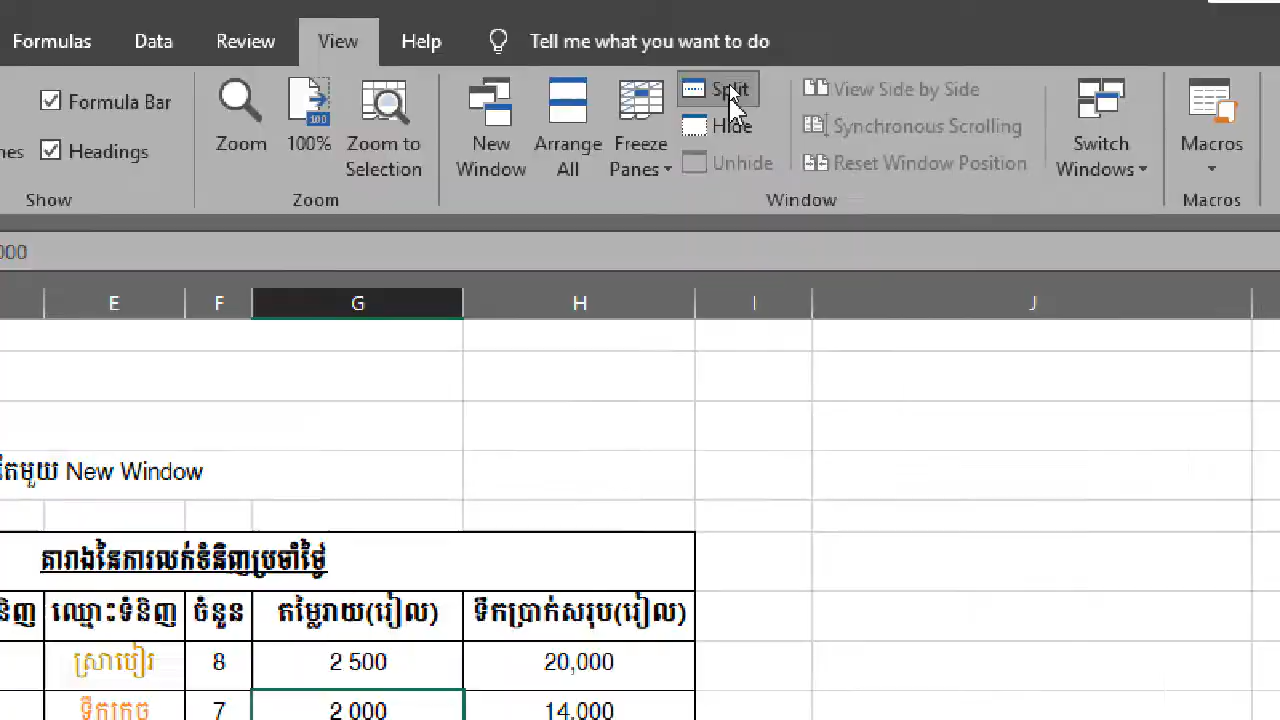 Formulas Data Review View Help Tell me what you want to do
Formula Bar
Headings
Show
Zoom
100%
Zoom to
Selection
Zoom
New
Window
Arrange
All
Freeze
Panes
Split
Hide
Unhide
View Side by Side
Synchronous Scrolling
Reset Window Position
Window
Switch
Windows
Macros
Macros
E F G H I J
New Window
តារាងនៃការលក់ទំនិញប្រចាំថ្ងៃ
ឈ្មោះទំនិញ ចំនួន តម្លៃរាយ(រៀល) ទឹកប្រាក់សរុប(រៀល)
ស្រាបៀរ 8 2 500 20,000
ទឹកក្រូច 7 2 000 14,000